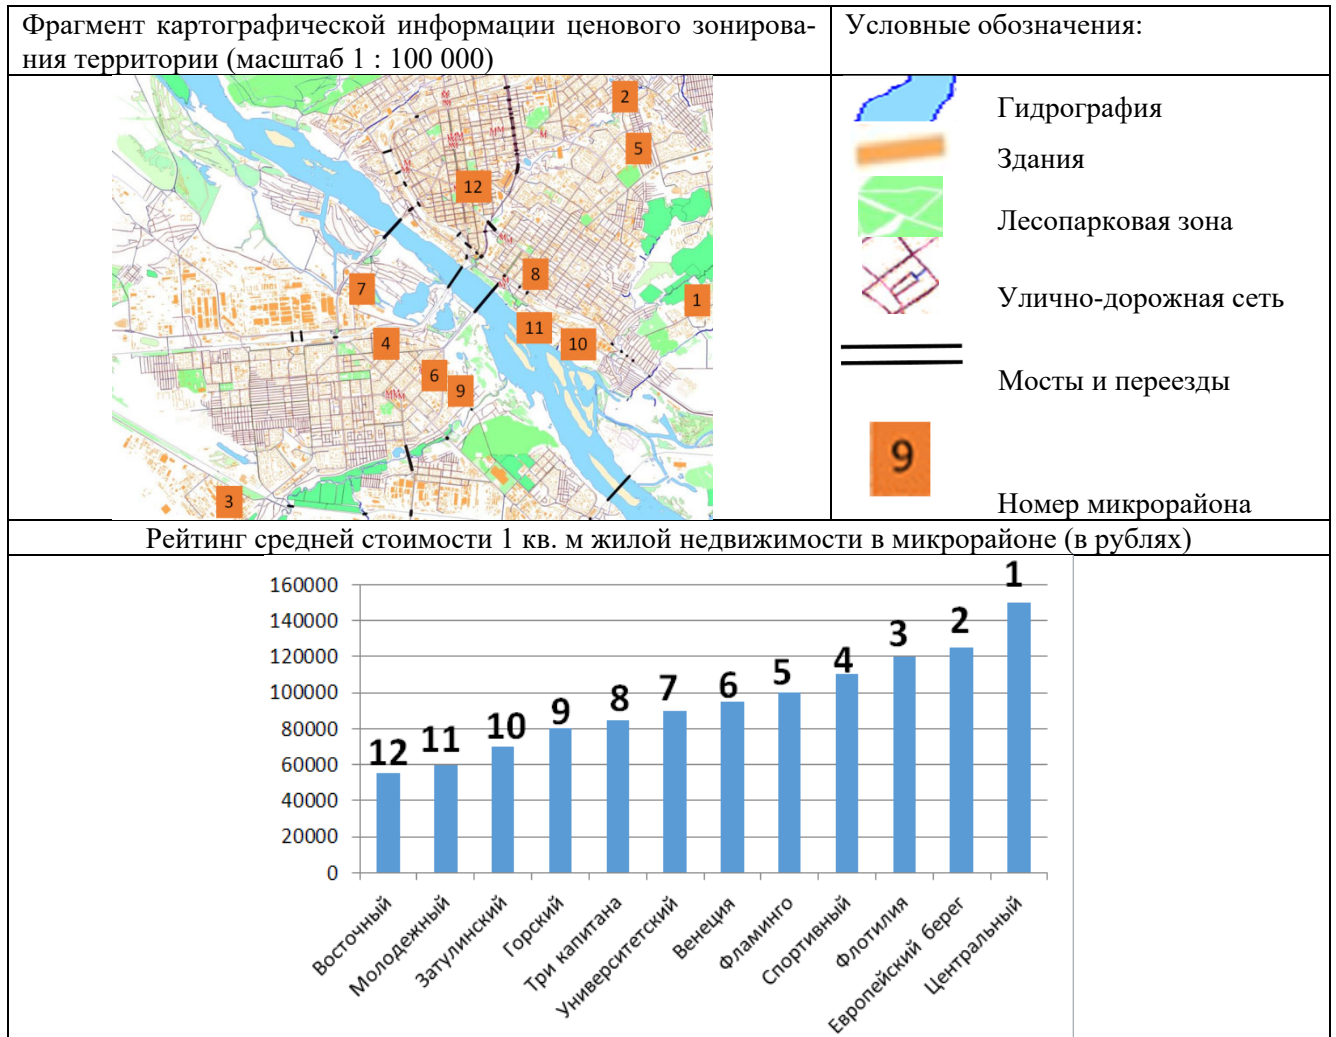 Фрагмент картографической информации ценового зонирова-
ния территории (масштаб 1 : 100 000)
Условные обозначения:
2
5
12
8
7
1
11
4
10
6
9
3
Гидрография
Здания
Лесопарковая зона
Улично-дорожная сеть
Мосты и переезды
9
Номер микрорайона
Рейтинг средней стоимости 1 кв. м жилой недвижимости в микрорайоне (в рублях)
160000
140000
120000
100000
80000
60000
40000
20000
0
12
11
10
9
8
7
6
5
4
3
2
1
Восточный
Молодежный
Затулинский
Горский
Три капитана
Университетский
Венеция
Фламинго
Спортивный
Флотилия
Европейский берег
Центральный